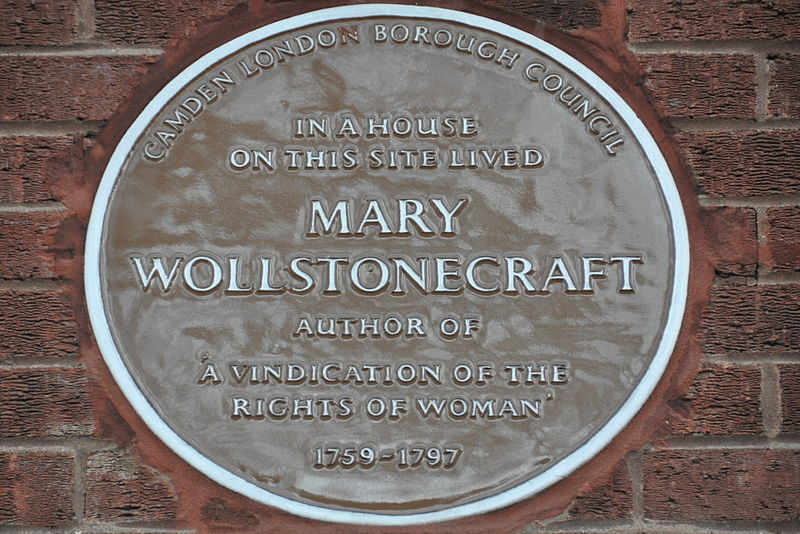 CAMDEN LONDON BOROUGH COUNCIL
IN A HOUSE
ON THIS SITE LIVED
MARY
WOLLSTONECRAFT
AUTHOR OF
'A VINDICATION OF THE
RIGHTS OF WOMAN'
1759-1797